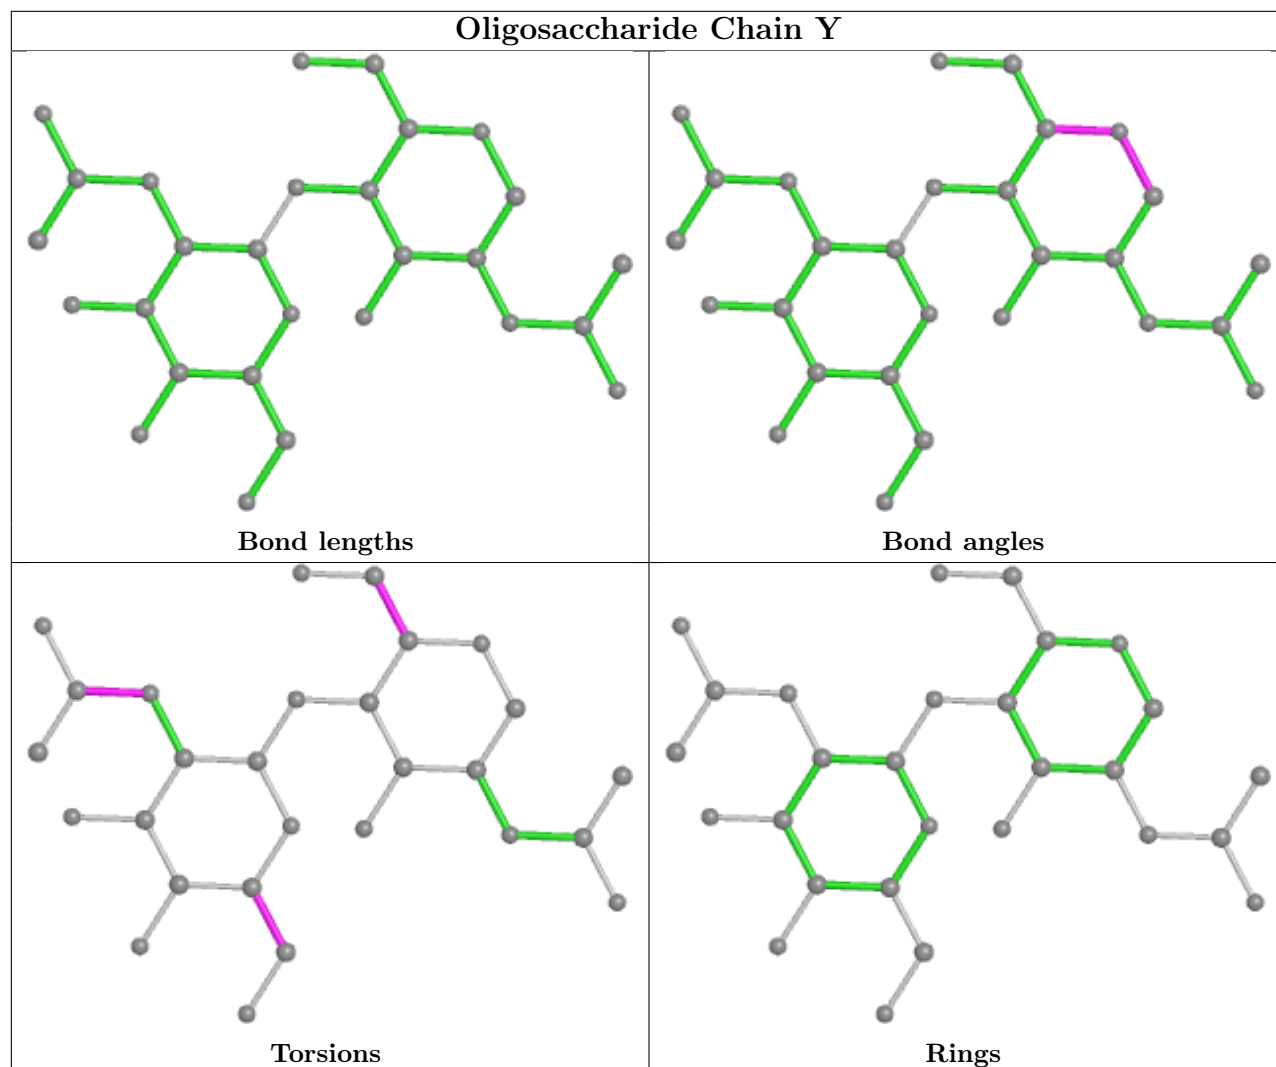 Oligosaccharide Chain Y
Bond lengths
Bond angles
Torsions
Rings